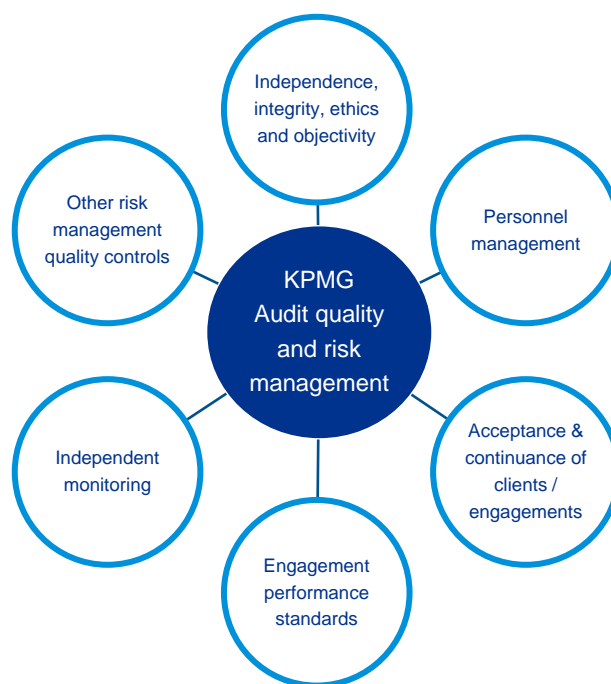 Independence,
integrity, ethics
and objectivity
Other risk
management
quality controls
Personnel
management
KPMG
Audit quality
and risk
management
Independent
monitoring
Acceptance &
continuance of
clients /
engagements
Engagement
performance
standards